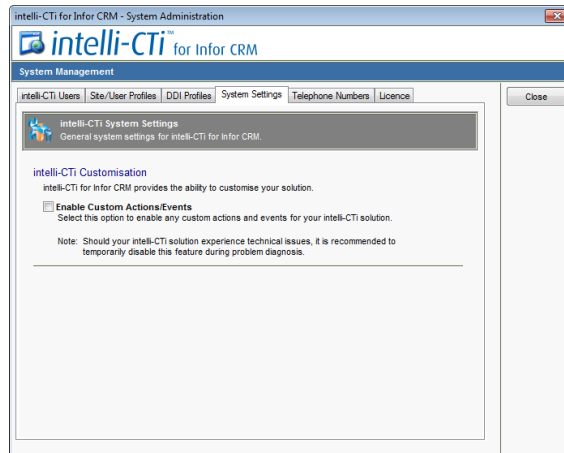 intelli-CTi for Infor CRM - System Administration
intelli-CTi™ for Infor CRM
System Management
intelli-CTi Users Site/User Profiles DDI Profiles System Settings Telephone Numbers Licence
Close
intelli-CTi System Settings
General system settings for intelli-CTi for Infor CRM.
intelli-CTi Customisation
intelli-CTi for Infor CRM provides the ability to customise your solution.
Enable Custom Actions/Events
Select this option to enable any custom actions and events for your intelli-CTi solution.
Note: Should your intelli-CTi solution experience technical issues, it is recommended to
temporarily disable this feature during problem diagnosis.